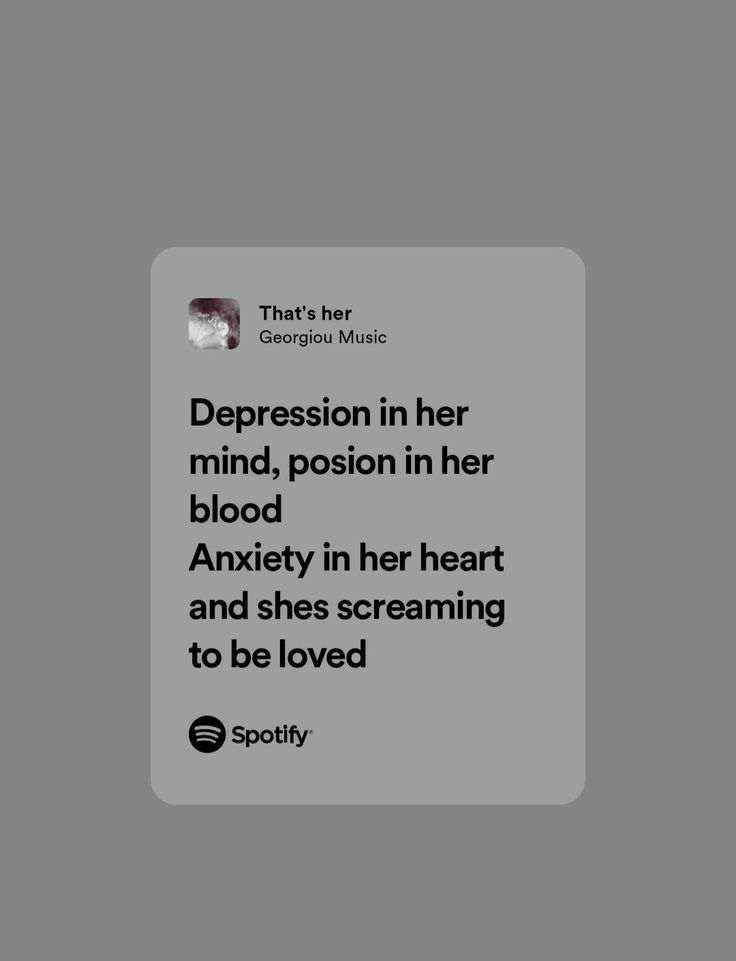 That's her
Georgiou Music
Depression in her
mind, posion in her
blood
Anxiety in her heart
and shes screaming
to be loved
Spotify®